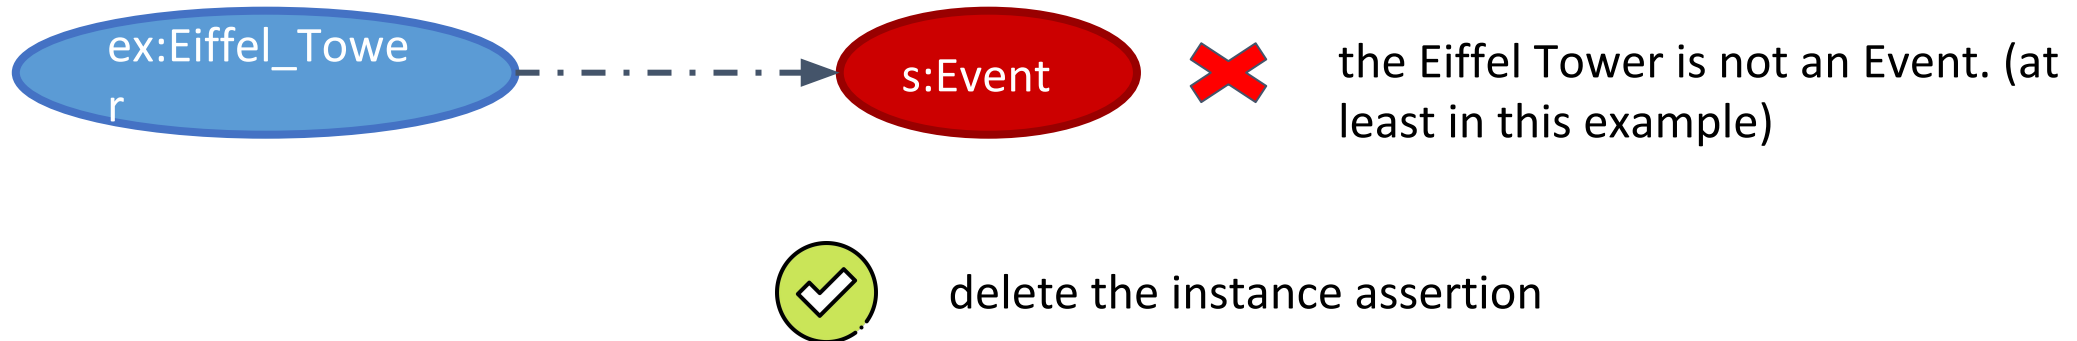 ex:Eiffel_Towe
r
s:Event
the Eiffel Tower is not an Event. (at
least in this example)
delete the instance assertion